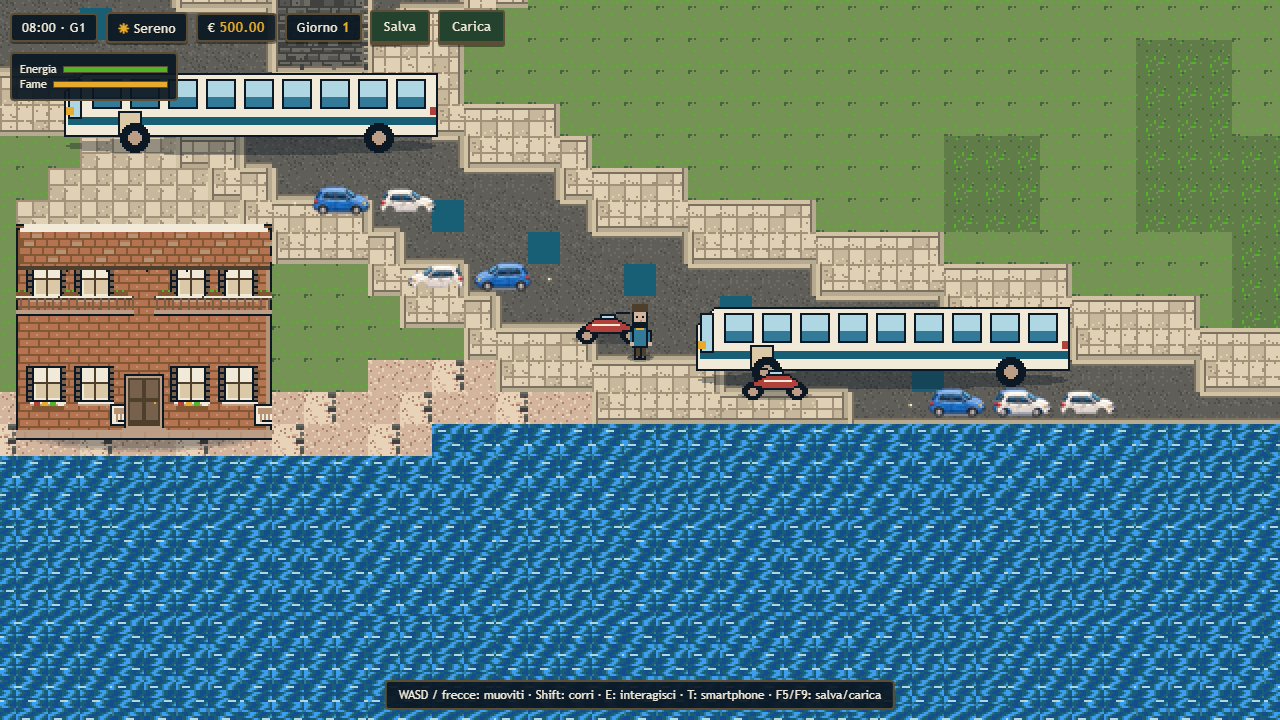 08:00 · G1
Sereno
€ 500.00
Giorno 1
Salva
Carica
Energia
Fame
WASD / frecce: muoviti · Shift: corri · E: interagisci · T: smartphone · F5/F9: salva/carica